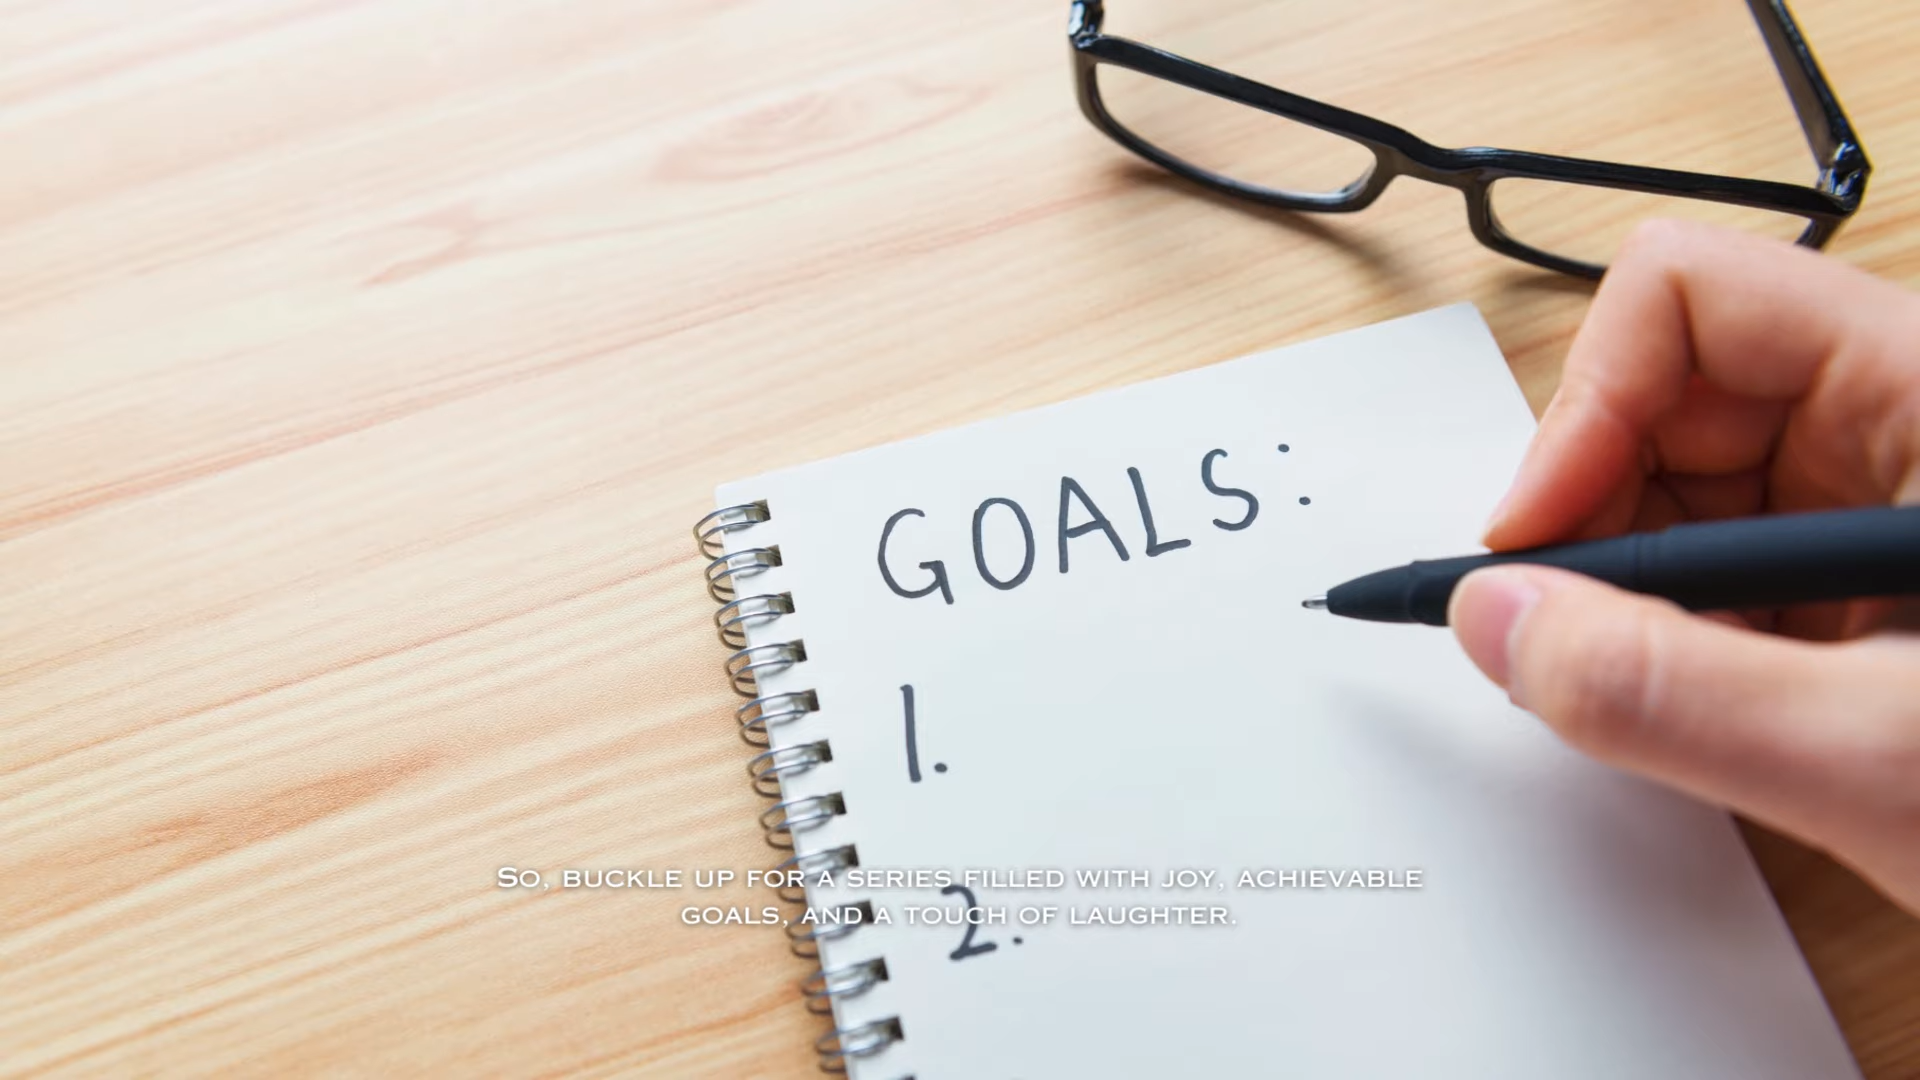 GOALS:
1.
2.
So, buckle up for a series filled with joy, achievable
goals, and a touch of laughter.